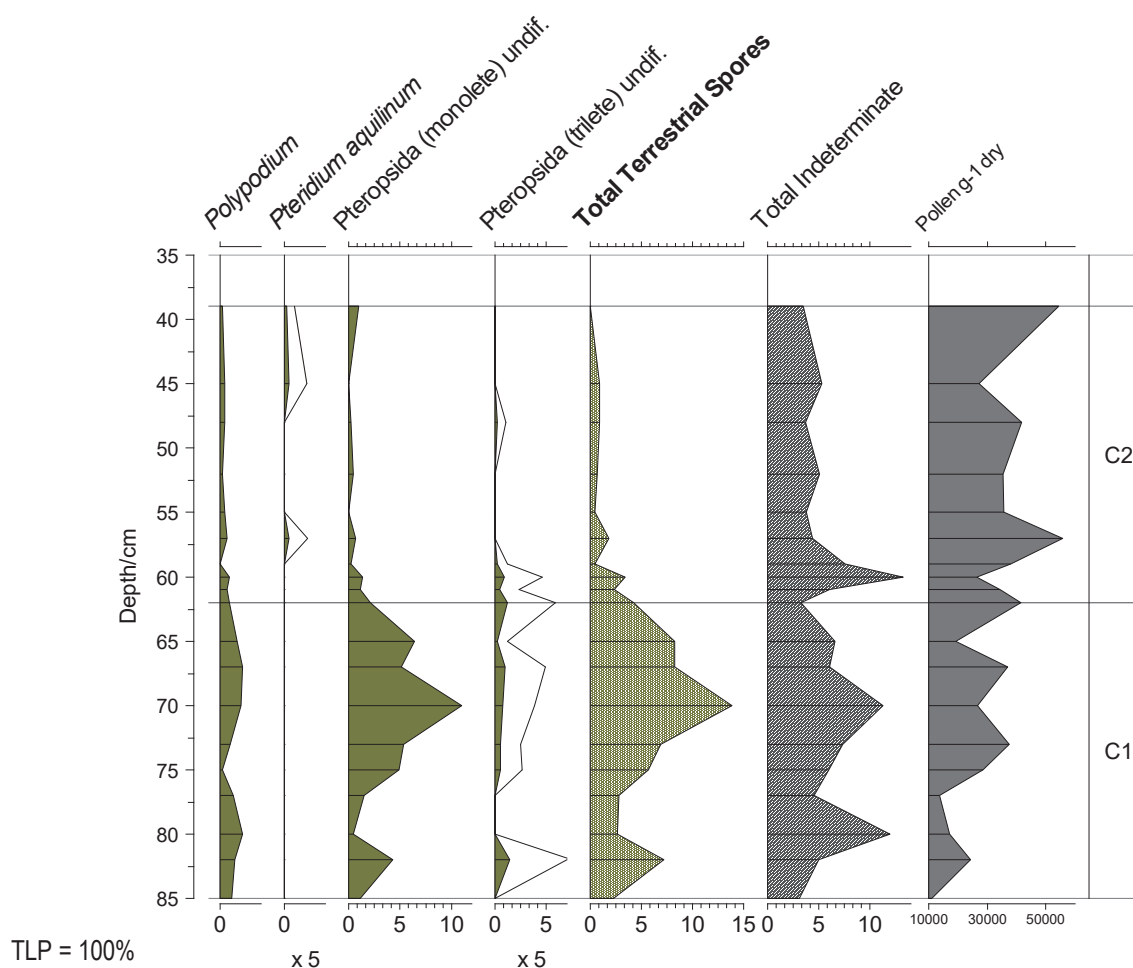 Polypodium
Pteridium aquilinum
Pteropsida (monolete) undif.
Pteropsida (trilete) undif.
Total Terrestrial Spores
Total Indeterminate
Pollen g-1 dry
Depth/cm
35
40
45
50
55
60
65
70
75
80
85
C2
C1
0 0 0 5 10 0 5 0 5 10 15 0 5 10 10000 30000 50000
x 5 x 5
TLP = 100%